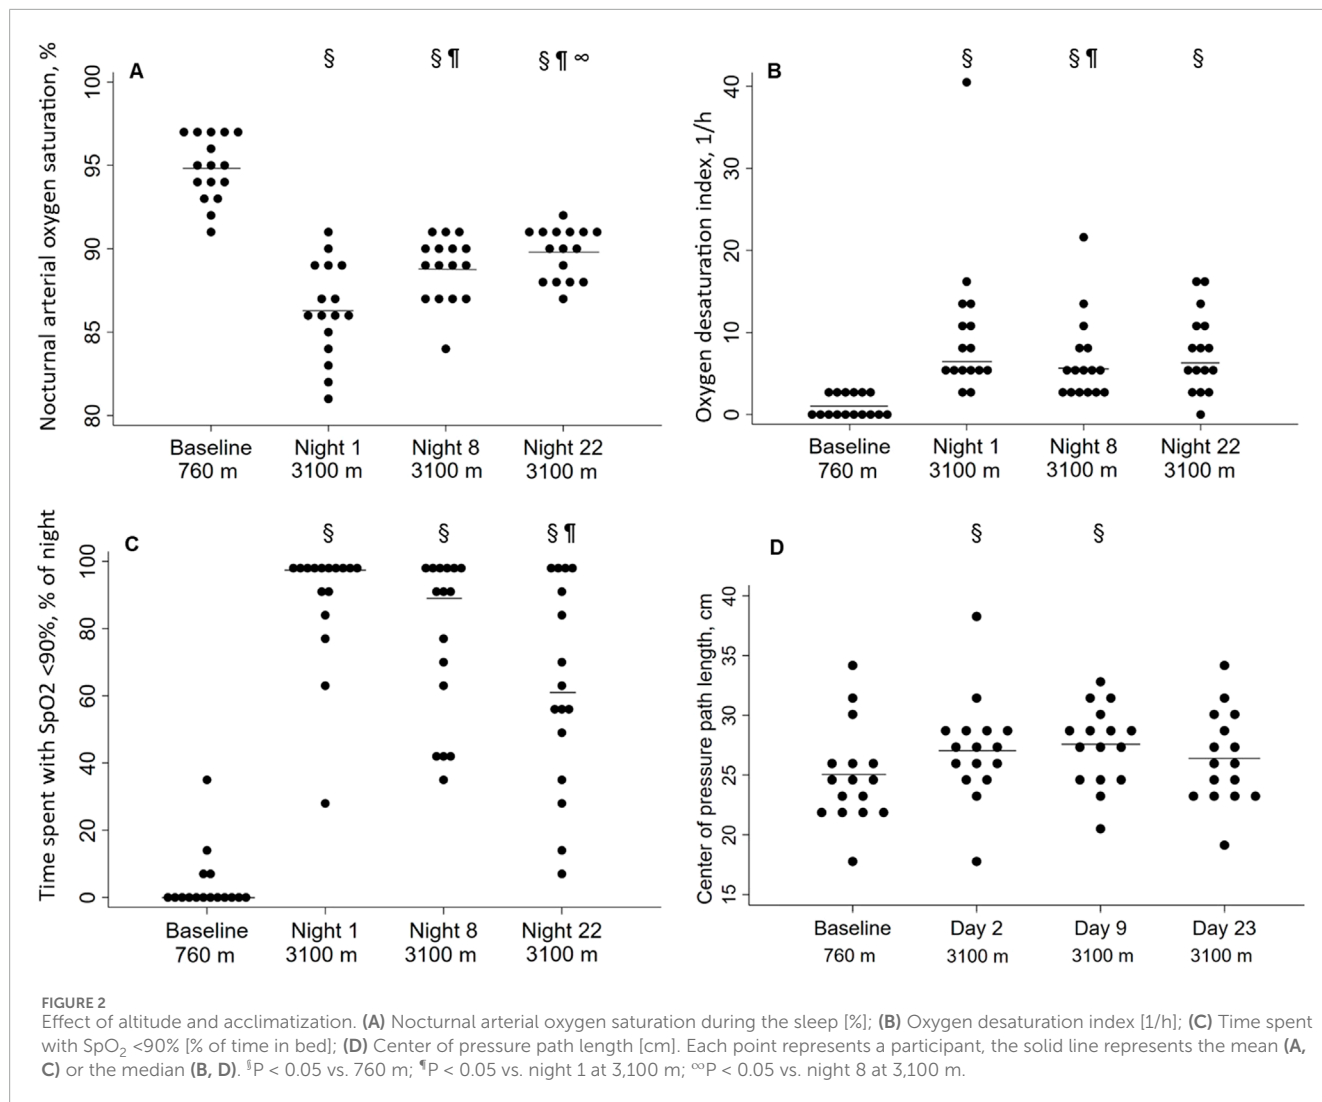 A
§
§ ¶
§ ¶ ∞
Nocturnal arterial oxygen saturation, %
100
95
90
85
80
Baseline
760 m
Night 1
3100 m
Night 8
3100 m
Night 22
3100 m
B
§
§ ¶
§
Oxygen desaturation index, 1/h
40
30
20
10
0
Baseline
760 m
Night 1
3100 m
Night 8
3100 m
Night 22
3100 m
C
§
§
§ ¶
Time spent with SpO2 <90%, % of night
100
80
60
40
20
0
Baseline
760 m
Night 1
3100 m
Night 8
3100 m
Night 22
3100 m
D
§
§
Center of pressure path length, cm
40
35
30
25
20
15
Baseline
760 m
Day 2
3100 m
Day 9
3100 m
Day 23
3100 m
FIGURE 2
Effect of altitude and acclimatization. (A) Nocturnal arterial oxygen saturation during the sleep [%]; (B) Oxygen desaturation index [1/h]; (C) Time spent
with SpO₂ <90% [% of time in bed]; (D) Center of pressure path length [cm]. Each point represents a participant, the solid line represents the mean (A,
C) or the median (B, D). §P < 0.05 vs. 760 m; ¶P < 0.05 vs. night 1 at 3,100 m; ∞P < 0.05 vs. night 8 at 3,100 m.